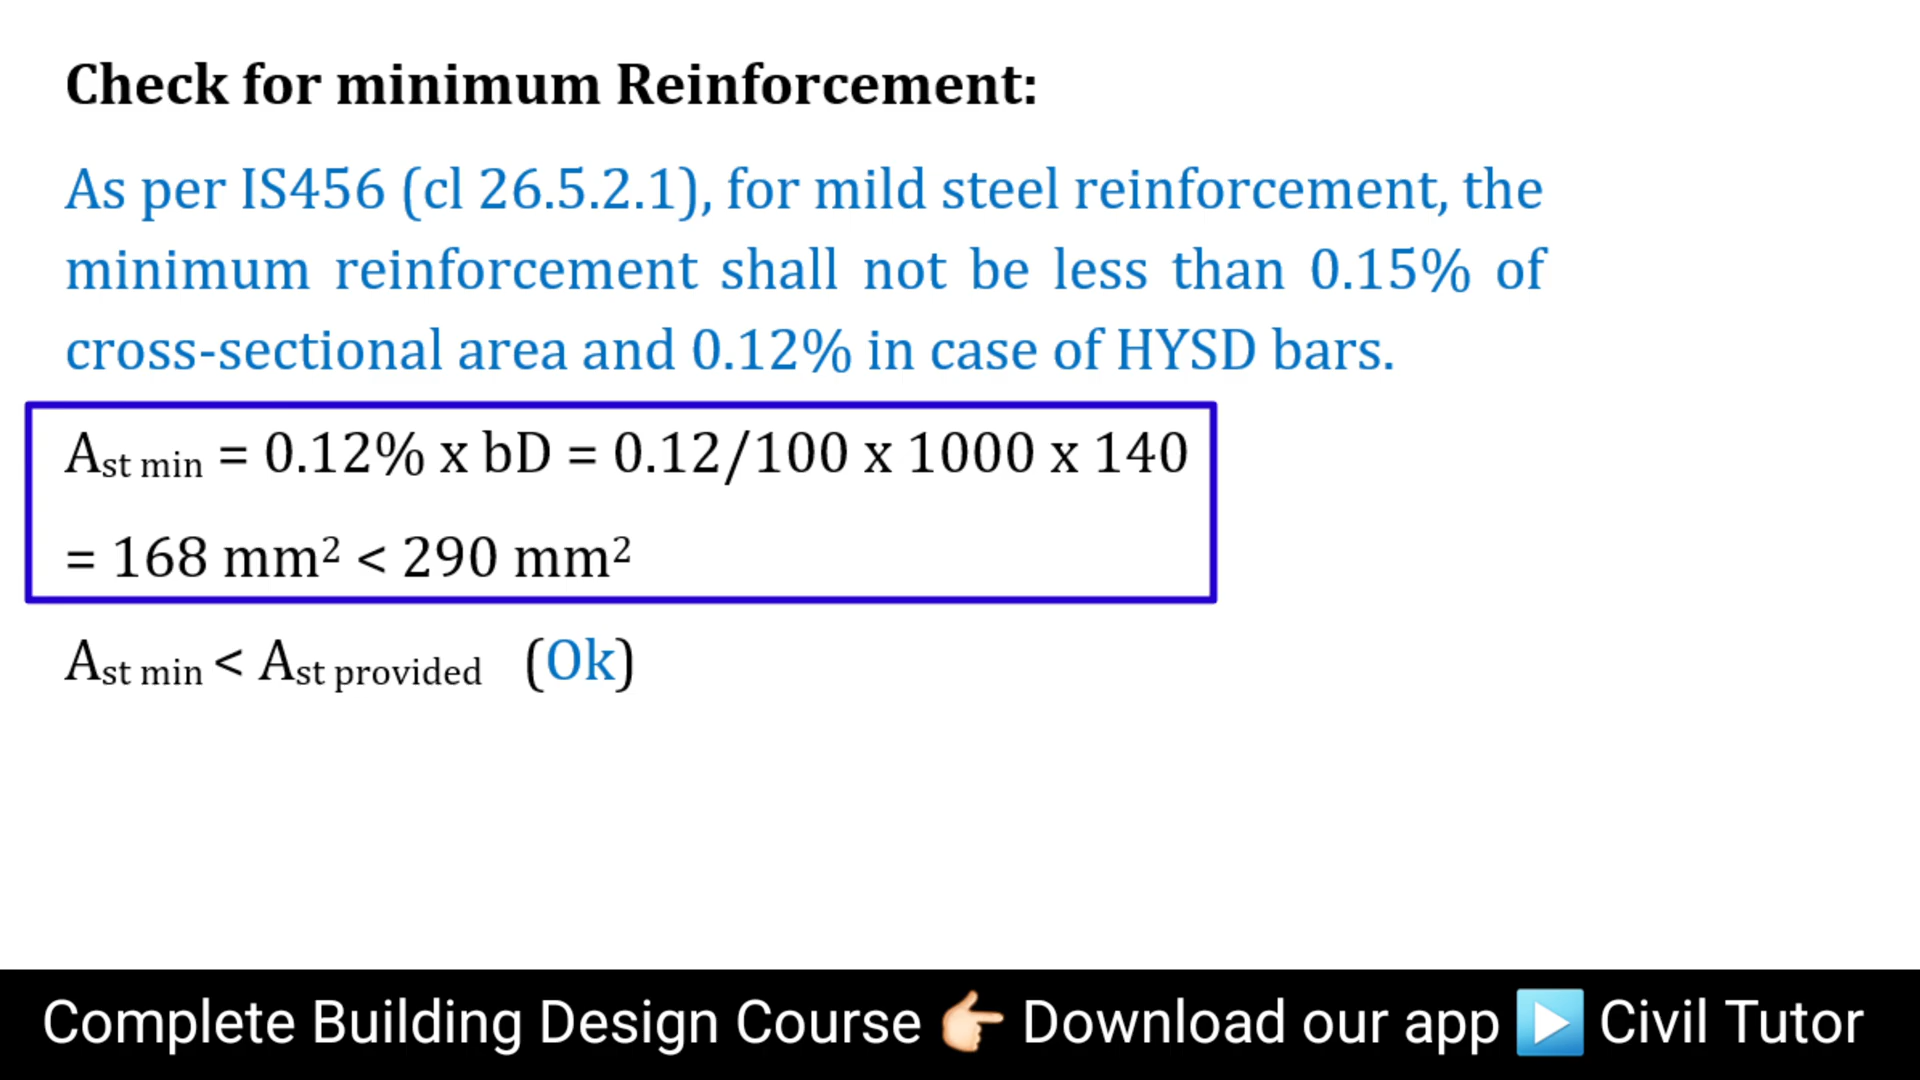 Check for minimum Reinforcement:
As per IS456 (cl 26.5.2.1), for mild steel reinforcement, the
minimum reinforcement shall not be less than 0.15% of
cross-sectional area and 0.12% in case of HYSD bars.
Ast min = 0.12% x bD = 0.12/100 x 1000 x 140
= 168 mm² < 290 mm²
Ast min < Ast provided (Ok)
Complete Building Design Course 👉 Download our app ▶️ Civil Tutor